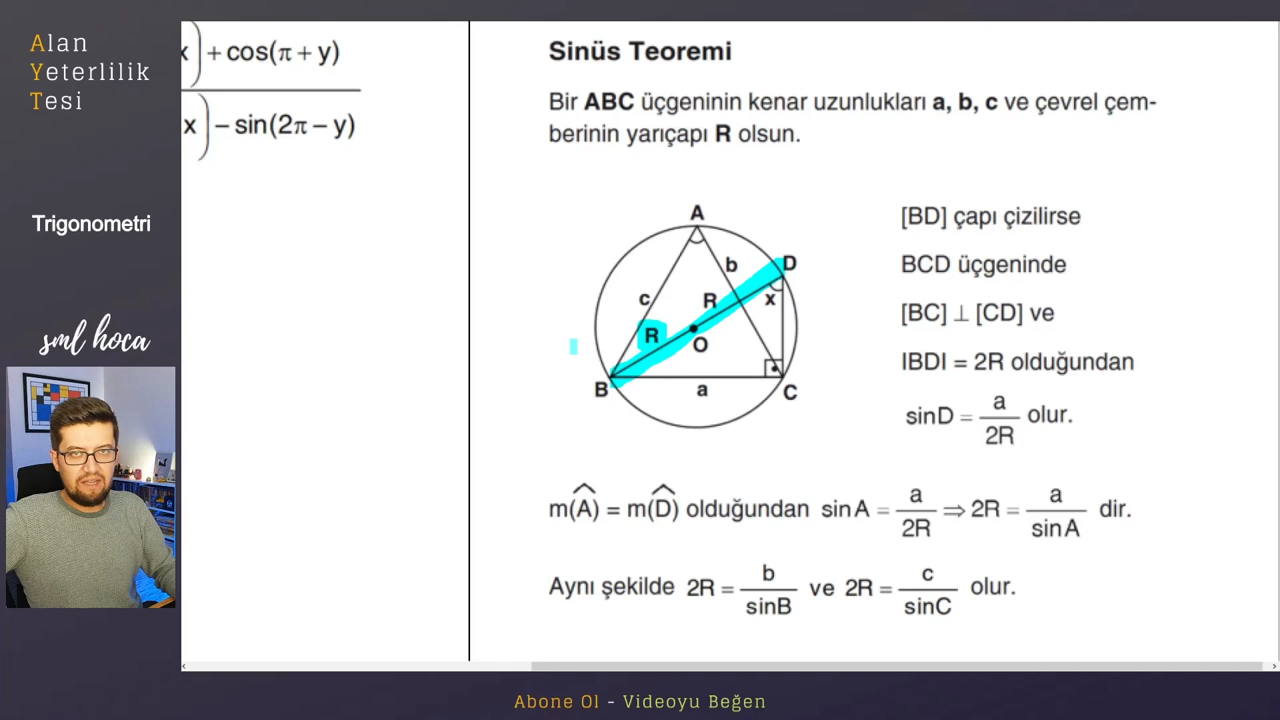 Alan
Yeterlilik
Tesi
Trigonometri
sml hoca
x) + cos(π + y)
x) – sin(2π – y)
Sinüs Teoremi
Bir ABC üçgeninin kenar uzunlukları a, b, c ve çevrel çem-
berinin yarıçapı R olsun.
A
D
b
c
R
x
R
O
B
a
C
[BD] çapı çizilirse
BCD üçgeninde
[BC] ⊥ [CD] ve
IBDI = 2R olduğundan
sinD = a/2R olur.
m(Â) = m(D̂) olduğundan sinA = a/2R ⇒ 2R = a/sinA dir.
Aynı şekilde 2R = b/sinB ve 2R = c/sinC olur.
Abone Ol - Videoyu Beğen